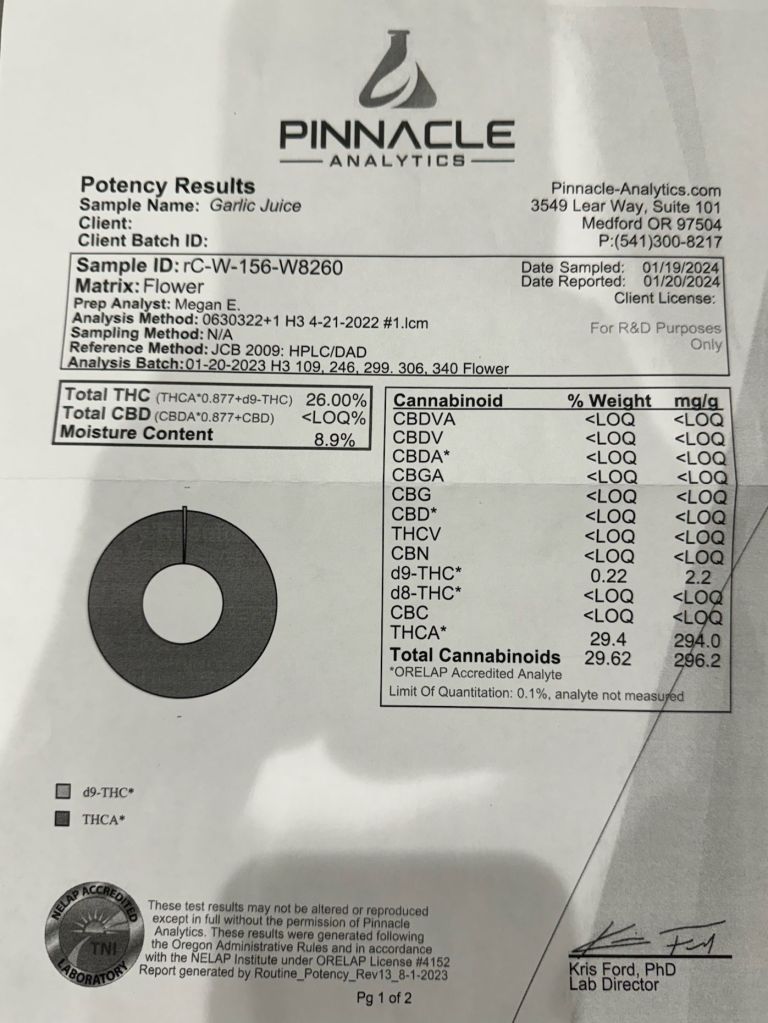 PINNACLE
ANALYTICS
Potency Results
Sample Name: Garlic Juice
Client:
Client Batch ID:
Pinnacle-Analytics.com
3549 Lear Way, Suite 101
Medford OR 97504
P:(541)300-8217
Sample ID: rC-W-156-W8260
Matrix: Flower
Prep Analyst: Megan E.
Analysis Method: 0630322+1 H3 4-21-2022 #1.lcm
Sampling Method: N/A
Reference Method: JCB 2009: HPLC/DAD
Analysis Batch:01-20-2023 H3 109, 246, 299. 306, 340 Flower
Date Sampled: 01/19/2024
Date Reported: 01/20/2024
Client License:
For R&D Purposes
Only
Total THC (THCA*0.877+d9-THC) 26.00%
Total CBD (CBDA*0.877+CBD) <LOQ%
Moisture Content 8.9%
Cannabinoid % Weight mg/g
CBDVA <LOQ <LOQ
CBDV <LOQ <LOQ
CBDA* <LOQ <LOQ
CBGA <LOQ <LOQ
CBG <LOQ <LOQ
CBD* <LOQ <LOQ
THCV <LOQ <LOQ
CBN <LOQ <LOQ
d9-THC* 0.22 2.2
d8-THC* <LOQ <LOQ
CBC <LOQ <LOQ
THCA* 29.4 294.0
Total Cannabinoids 29.62 296.2
*ORELAP Accredited Analyte
Limit Of Quantitation: 0.1%, analyte not measured
d9-THC*
THCA*
NELAP ACCREDITED
TNI
LABORATORY
These test results may not be altered or reproduced
except in full without the permission of Pinnacle
Analytics. These results were generated following
the Oregon Administrative Rules and in accordance
with the NELAP Institute under ORELAP License #4152
Report generated by Routine_Potency_Rev13_8-1-2023
Kris Ford, PhD
Lab Director
Pg 1 of 2